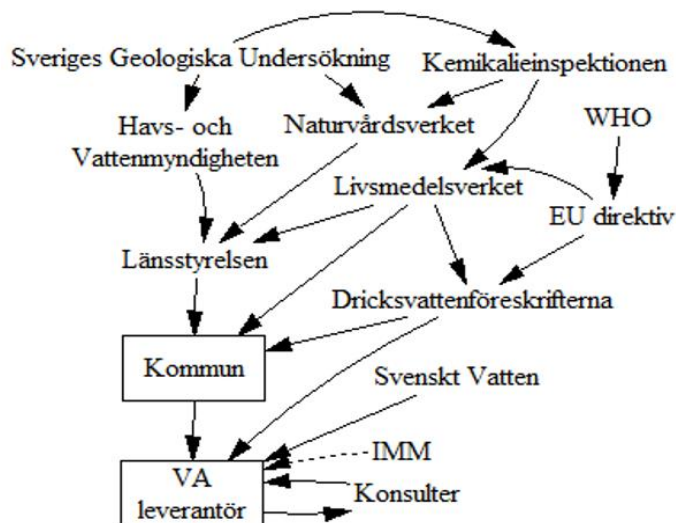 Sveriges Geologiska Undersökning
Kemikalieinspektionen
Havs- och
Vattenmyndigheten
Naturvårdsverket
WHO
Livsmedelsverket
EU direktiv
Länsstyrelsen
Dricksvattenföreskrifterna
Kommun
Svenskt Vatten
IMM
VA
leverantör
Konsulter